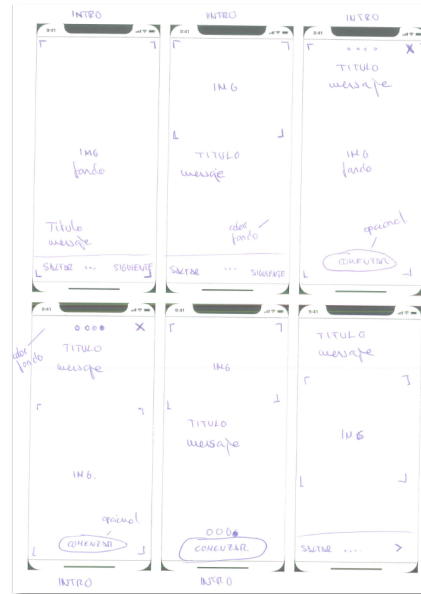 INTRO
9:41
IMG
fondo
Título
mensaje
SALTAR ... SIGUIENTE
INTRO
9:41
IMG
TITULO
mensaje
color
fondo
SALTAR ... SIGUIENTE
INTRO
9:41
X
TITULO
mensaje
IMG
fondo
opcional
COMENZAR
9:41
X
color
fondo
TITULO
mensaje
IMG.
opcional
COMENZAR
INTRO
9:41
IMG
TITULO
mensaje
COMENZAR
INTRO
9:41
TITULO
mensaje
IMG
SALTAR .... >